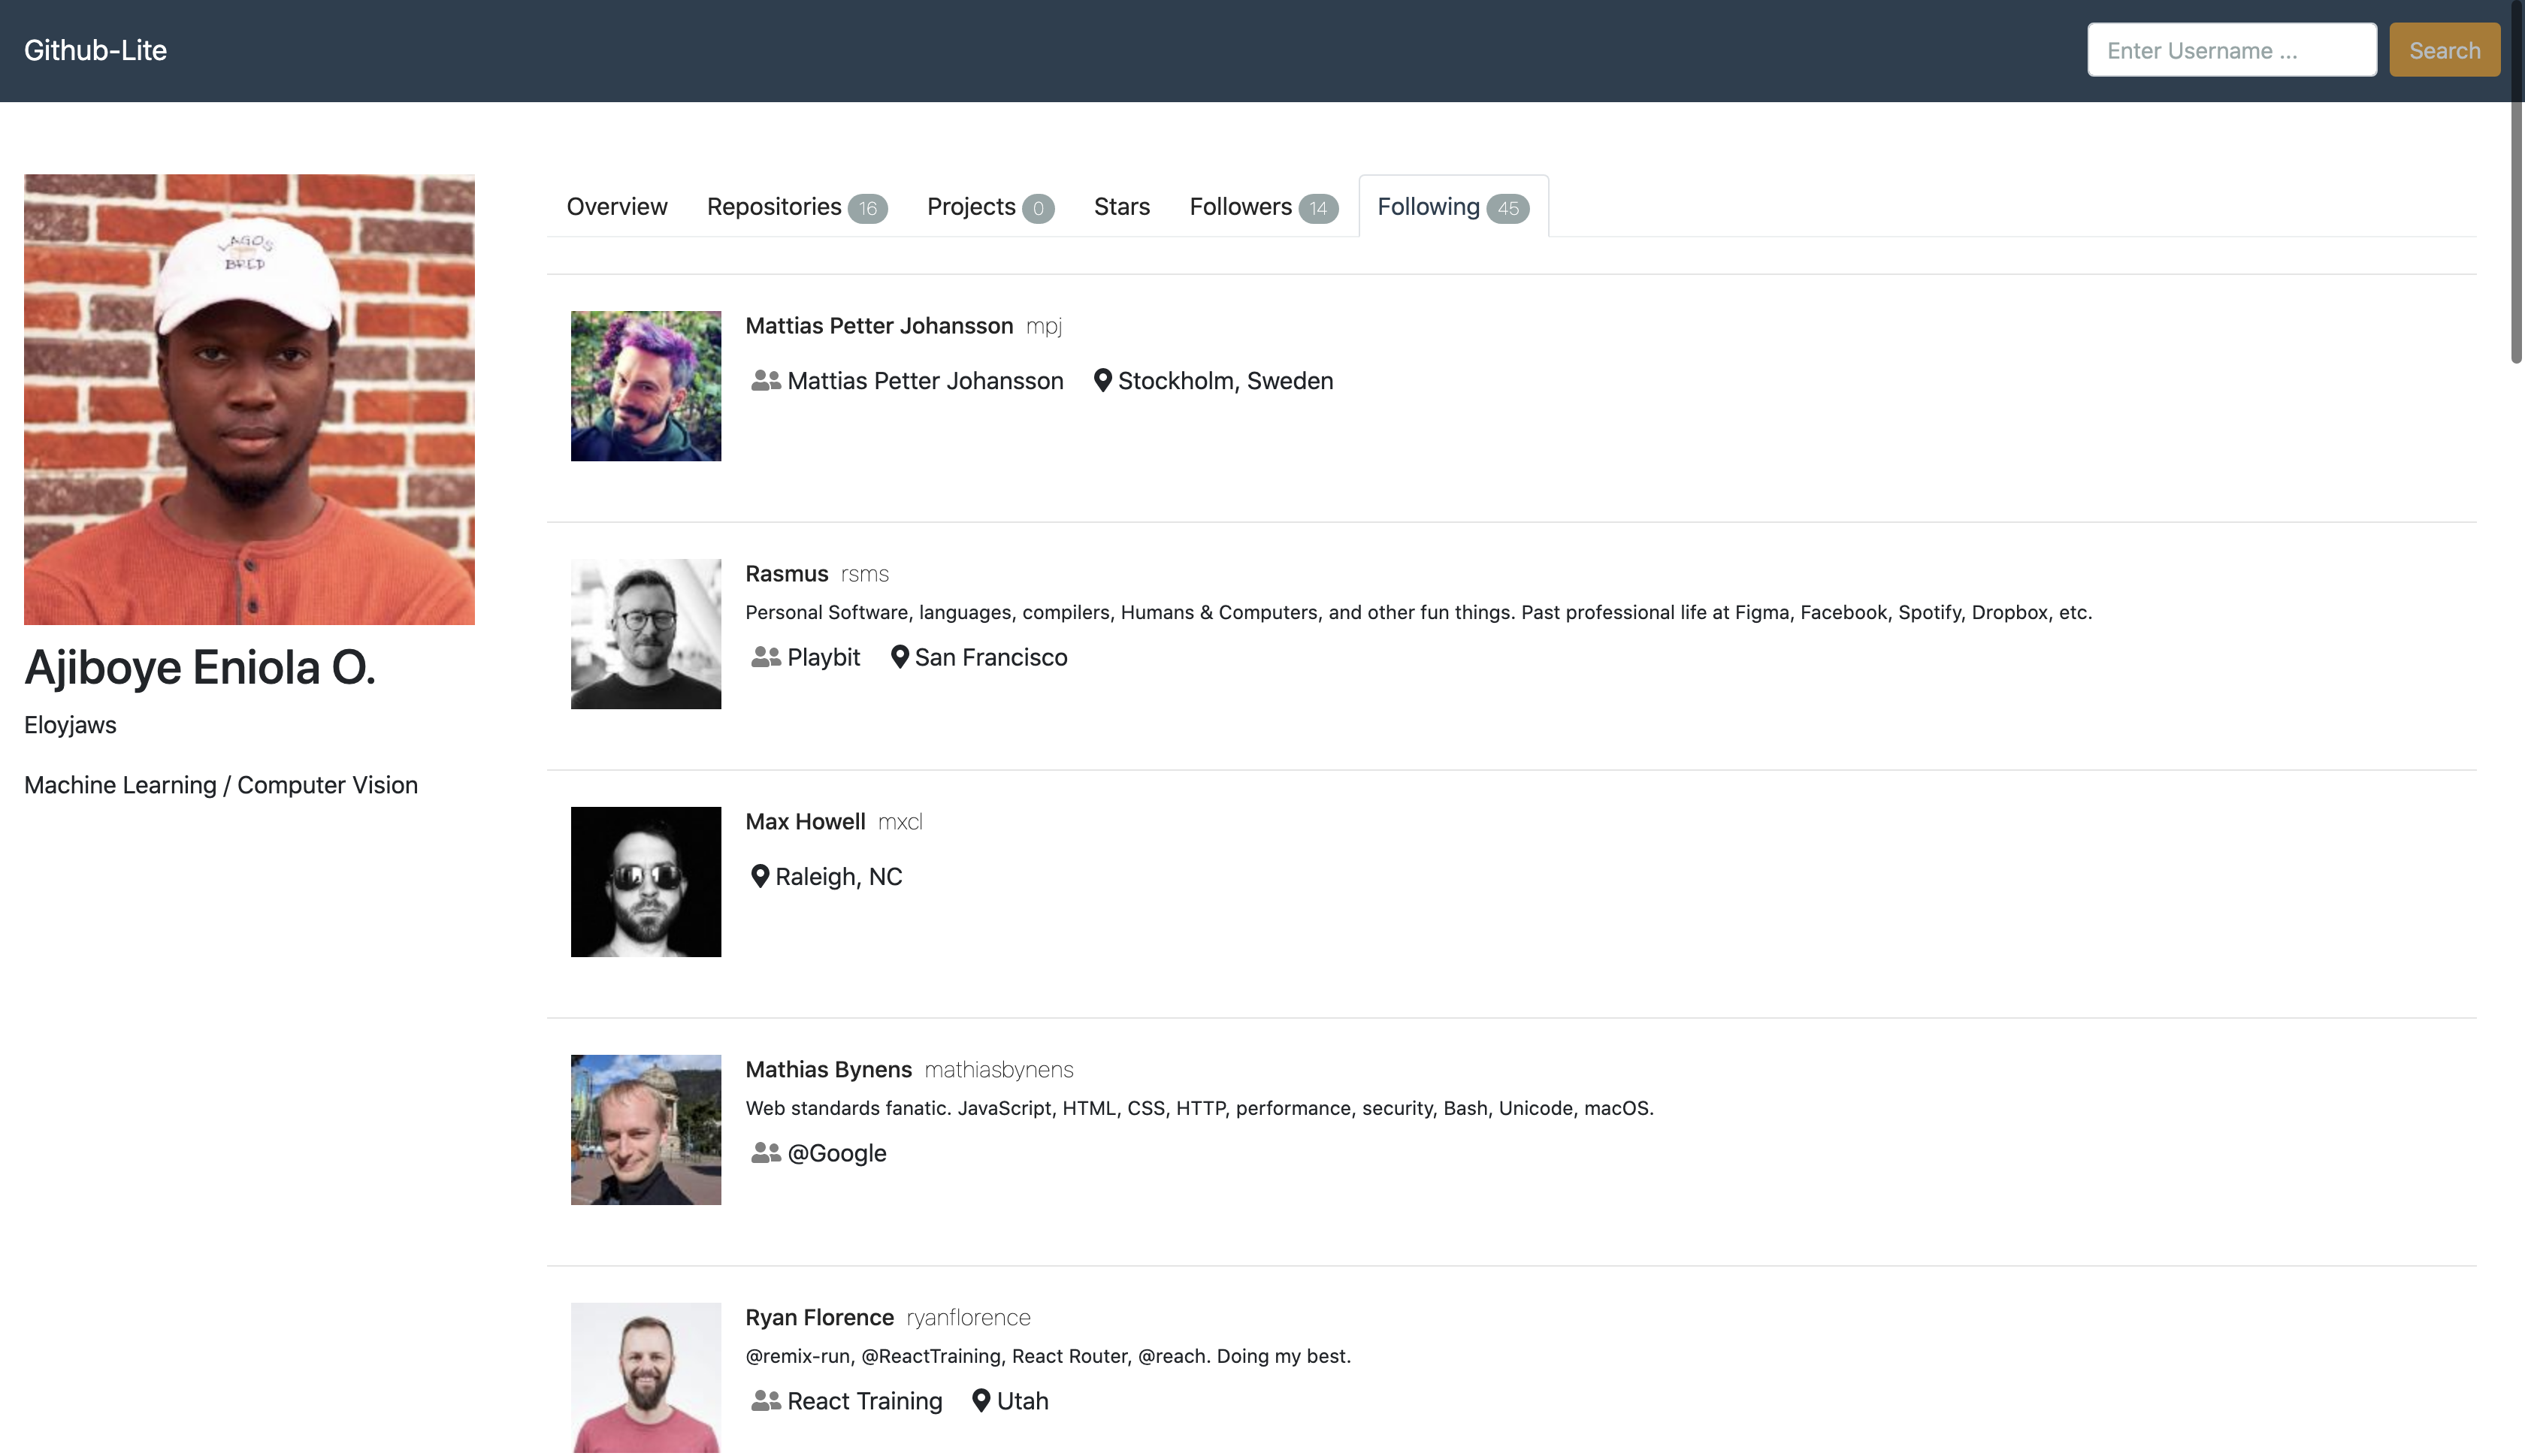 Github-Lite
Enter Username ...
Search
LAGOS
BRED
Ajiboye Eniola O.
Eloyjaws
Machine Learning / Computer Vision
Overview Repositories 16 Projects 0 Stars Followers 14 Following 45
Mattias Petter Johansson mpj
Mattias Petter Johansson Stockholm, Sweden
Rasmus rsms
Personal Software, languages, compilers, Humans & Computers, and other fun things. Past professional life at Figma, Facebook, Spotify, Dropbox, etc.
Playbit San Francisco
Max Howell mxcl
Raleigh, NC
Mathias Bynens mathiasbynens
Web standards fanatic. JavaScript, HTML, CSS, HTTP, performance, security, Bash, Unicode, macOS.
@Google
Ryan Florence ryanflorence
@remix-run, @ReactTraining, React Router, @reach. Doing my best.
React Training Utah